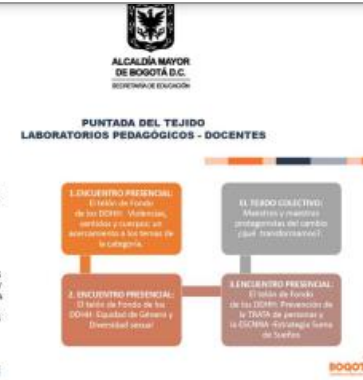 ALCALDÍA MAYOR
DE BOGOTÁ D.C.
SECRETARÍA DE EDUCACIÓN
PUNTADA DEL TEJIDO
LABORATORIOS PEDAGÓGICOS - DOCENTES
1.ENCUENTRO PRESENCIAL:
El telón de Fondo
de los DDHH: Violencias,
sentidos y cuerpos; un
acercamiento a los temas de
la categoría.
EL TEJIDO COLECTIVO:
Maestros y maestras
protagonistas del cambio
¿qué transformamos?.
2. ENCUENTRO PRESENCIAL:
El telón de Fondo de los
DDHH: Equidad de Género y
Diversidad sexual
3.ENCUENTRO PRESENCIAL:
El telón de Fondo
de los DDHH: Prevención de
la TRATA de personas y
la ESCNNA -Estrategia Suma
de Sueños